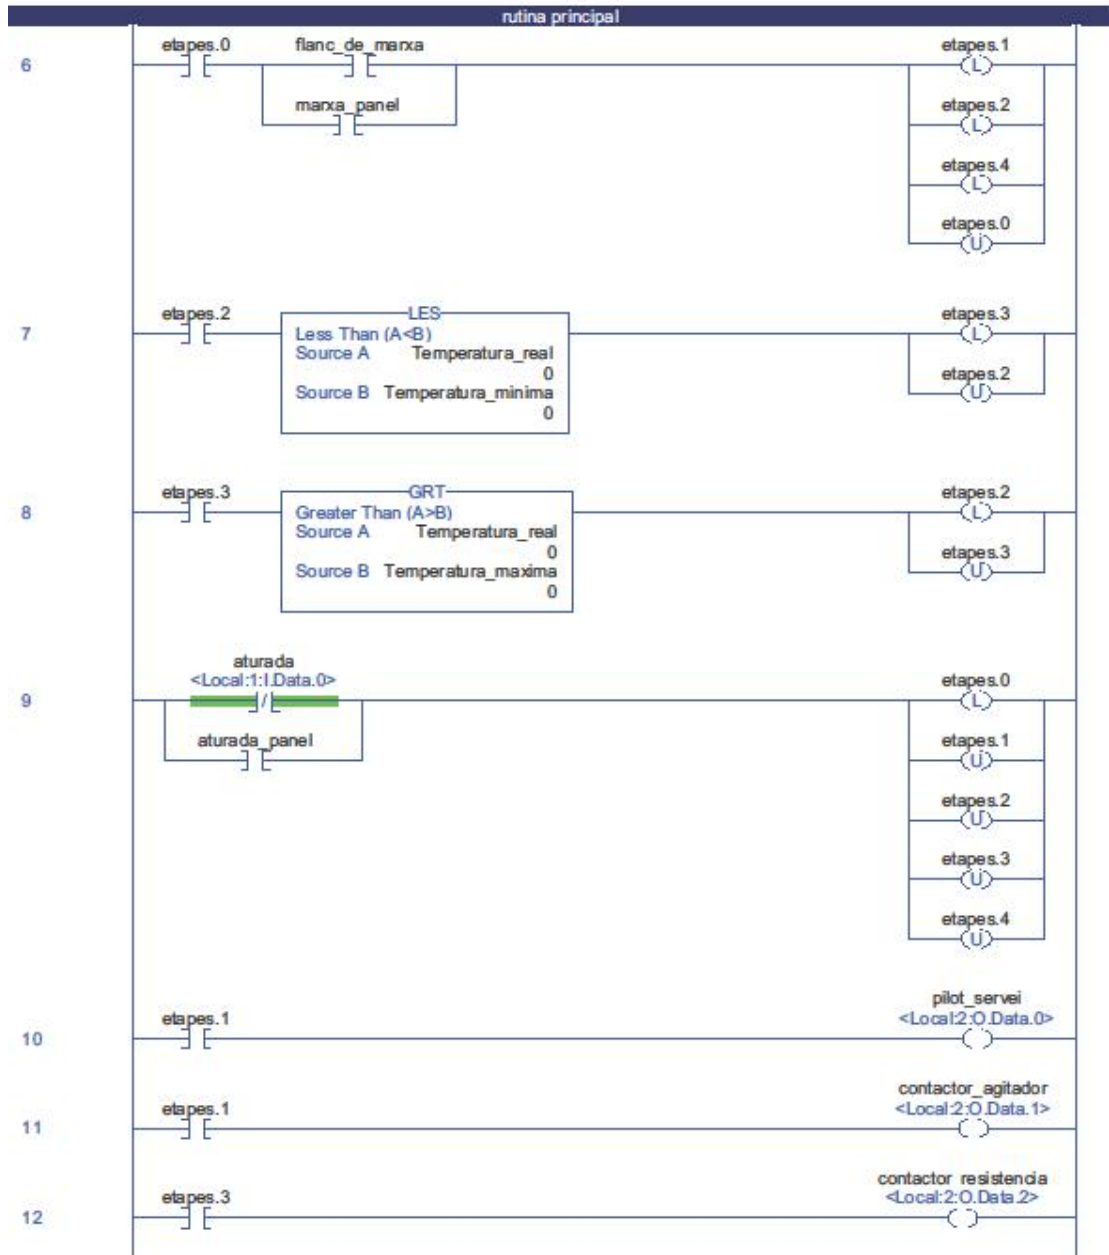 rutina principal
etapes.0 flanc_de_marxa etapes.1
6 L
marxa_panel etapes.2
L
etapes.4
L
etapes.0
U
etapes.2 LES etapes.3
7 Less Than (A<B) L
Source A Temperatura_real
0 etapes.2
Source B Temperatura_minima U
0
etapes.3 GRT etapes.2
8 Greater Than (A>B) L
Source A Temperatura_real
0 etapes.3
Source B Temperatura_maxima U
0
aturada
<Local:1:I.Data.0> etapes.0
9 / L
aturada_panel etapes.1
U
etapes.2
U
etapes.3
U
etapes.4
U
pilot_servei
etapes.1 <Local:2:O.Data.0>
10
contactor_agitador
etapes.1 <Local:2:O.Data.1>
11
contactor_resistencia
etapes.3 <Local:2:O.Data.2>
12